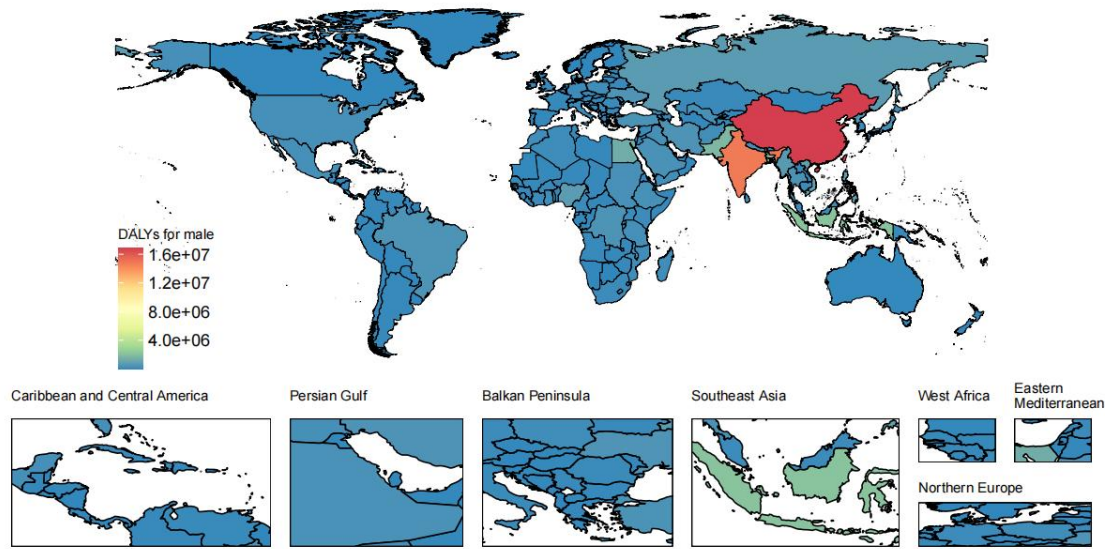 DALYs for male
1.6e+07
1.2e+07
8.0e+06
4.0e+06
Caribbean and Central America
Persian Gulf
Balkan Peninsula
Southeast Asia
West Africa
Eastern
Mediterranean
Northern Europe